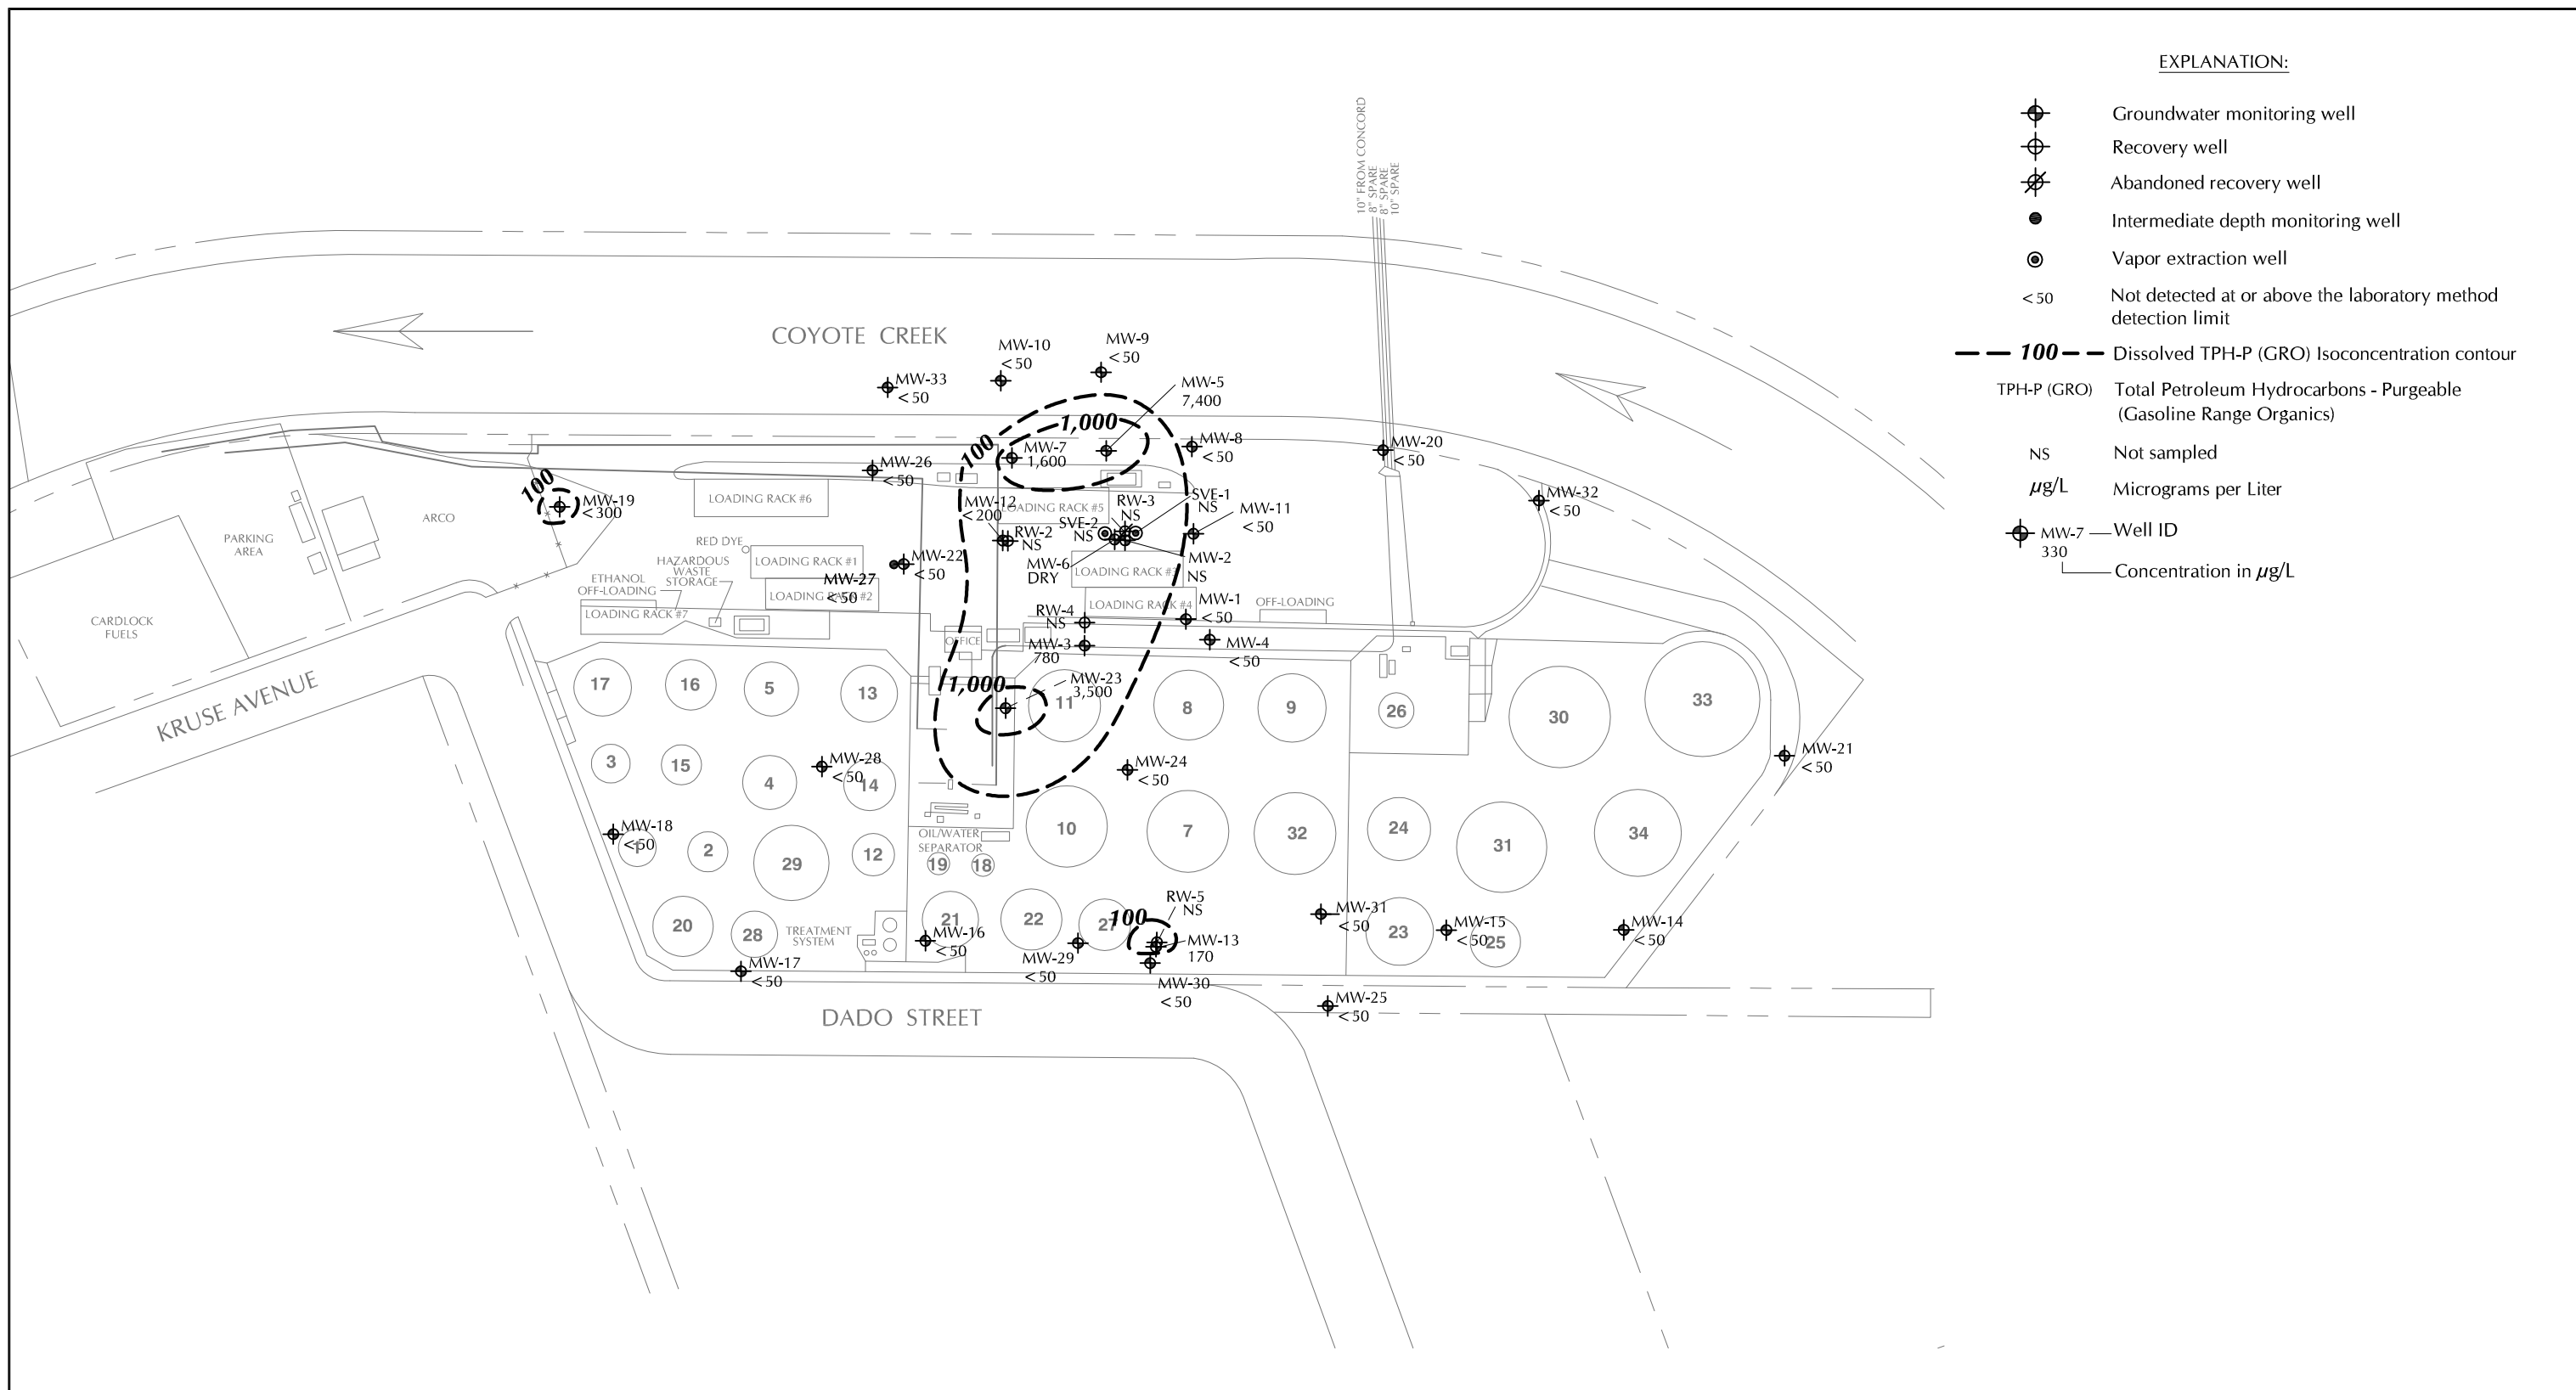 EXPLANATION:
Groundwater monitoring well
Recovery well
Abandoned recovery well
Intermediate depth monitoring well
Vapor extraction well
<50 Not detected at or above the laboratory method
detection limit
100 Dissolved TPH-P (GRO) Isoconcentration contour
TPH-P (GRO) Total Petroleum Hydrocarbons - Purgeable
(Gasoline Range Organics)
NS Not sampled
µg/L Micrograms per Liter
MW-7 Well ID
330
Concentration in µg/L
10" FROM CONCORD
8" SPARE
8" SPARE
10" SPARE
COYOTE CREEK
MW-10
<50
MW-9
<50
MW-33
<50
MW-5
7,400
1,000
100
MW-7
1,600
MW-8
<50
MW-20
<50
MW-26
<50
MW-32
<50
100
MW-19
<300
LOADING RACK #6
MW-12
<200
LOADING RACK #5
RW-3
NS
SVE-1
NS
MW-11
<50
SVE-2
NS
RW-2
NS
ARCO
PARKING
AREA
RED DYE
HAZARDOUS
WASTE
STORAGE
LOADING RACK #1
MW-22
<50
MW-27
<50
LOADING RACK #2
MW-6
DRY
LOADING RACK #3
MW-2
NS
ETHANOL
OFF-LOADING
LOADING RACK #7
LOADING RACK #4
MW-1
<50
OFF-LOADING
RW-4
NS
OFFICE
MW-3
780
MW-4
<50
CARDLOCK
FUELS
KRUSE AVENUE
17
16
5
13
1,000
MW-23
3,500
11
8
9
26
30
33
3
15
4
MW-28
<50
14
MW-24
<50
MW-21
<50
MW-18
<50
1
2
29
12
OIL/WATER
SEPARATOR
19
18
10
7
32
24
31
34
20
28
TREATMENT
SYSTEM
21
MW-16
<50
22
27
100
RW-5
NS
MW-13
170
MW-31
<50
23
MW-15
<50
25
MW-14
<50
MW-17
<50
MW-29
<50
MW-30
<50
MW-25
<50
DADO STREET